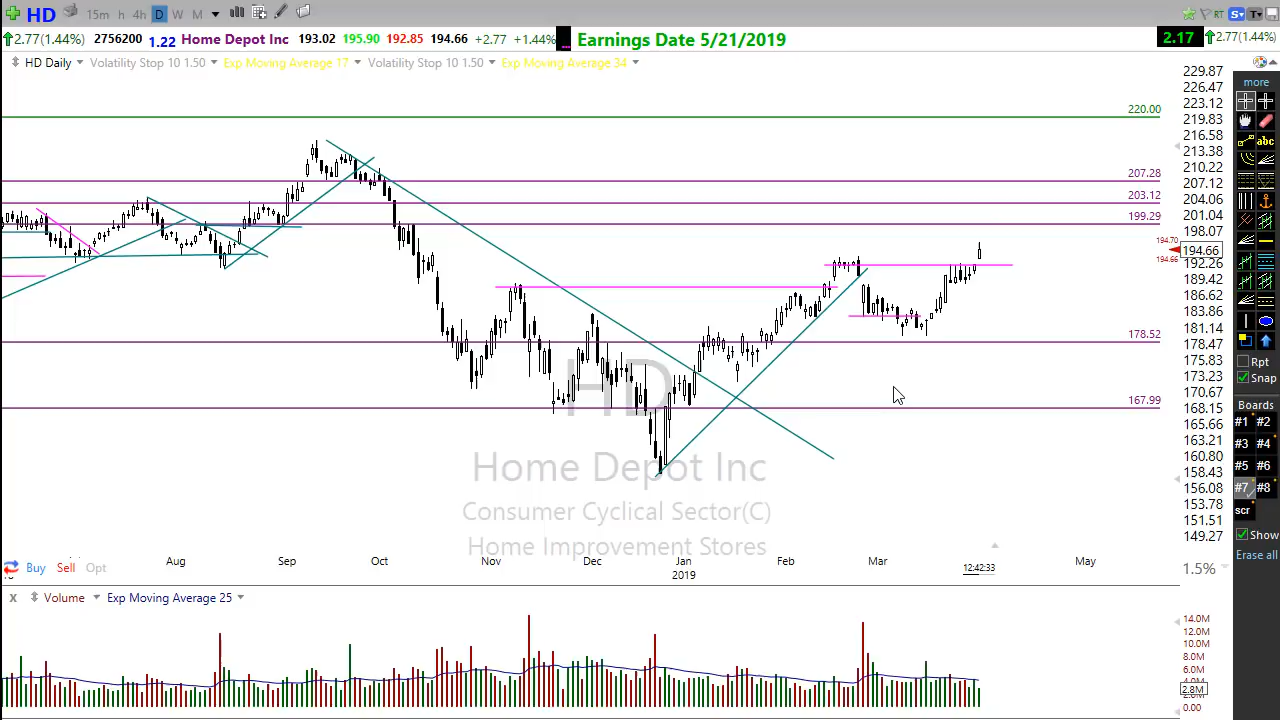 HD 15m h 4h D W M RT S T
2.77(1.44%) 2756200 1.22 Home Depot Inc 193.02 195.90 192.85 194.66 +2.77 +1.44% ... Earnings Date 5/21/2019 2.17 2.77(1.44%)
HD Daily Volatility Stop 10 1.50 Exp Moving Average 17 Volatility Stop 10 1.50 Exp Moving Average 34
229.87
226.47
223.12
219.83
216.58
213.38
210.22
207.12
204.06
201.04
198.07
194.66
192.26
189.42
186.62
183.86
181.14
178.47
175.83
173.23
170.67
168.15
165.66
163.21
160.80
158.43
156.08
153.78
151.51
149.27
220.00
207.28
203.12
199.29
194.70
194.66
178.52
167.99
more
abc
Rpt
Snap
Boards
#1 #2
#3 #4
#5 #6
#7 #8
scr
Show
Erase all
HD
Home Depot Inc
Consumer Cyclical Sector(C)
Home Improvement Stores
Aug Sep Oct Nov Dec Jan Feb Mar May
2019
12:42:33
Buy Sell Opt
1.5%
x Volume Exp Moving Average 25
14.0M
12.0M
8.0M
6.0M
2.8M
0.00